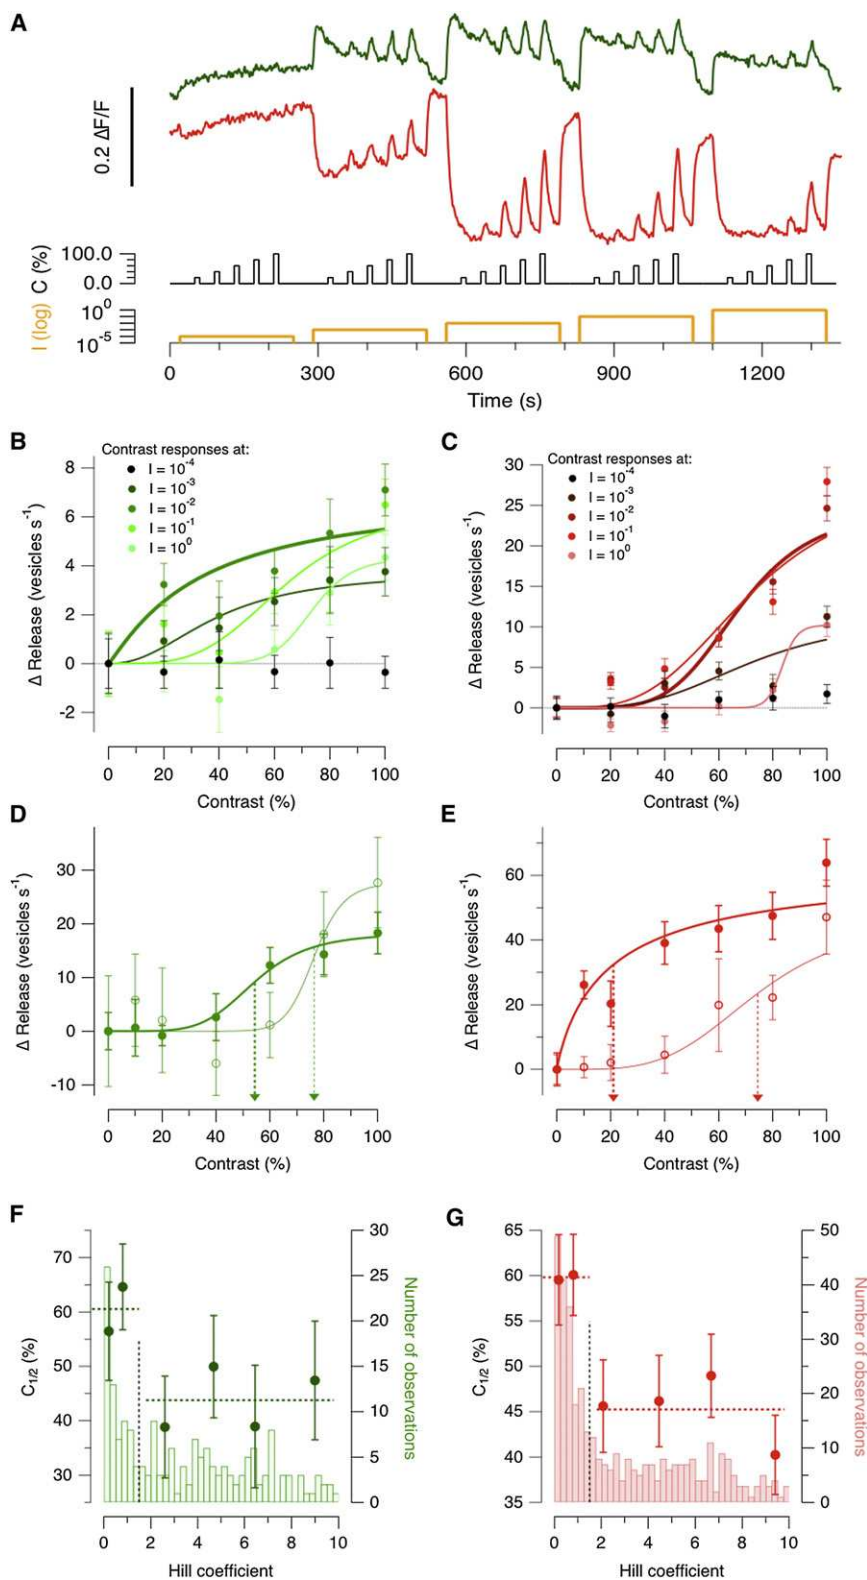 A
0.2 ΔF/F
C (%)
100.0
0.0
I (log)
10^0
10^-5
0 300 600 900 1200
Time (s)
B
Contrast responses at:
I = 10^-4
I = 10^-3
I = 10^-2
I = 10^-1
I = 10^0
Δ Release (vesicles s^-1)
8
6
4
2
0
-2
0 20 40 60 80 100
Contrast (%)
C
Contrast responses at:
I = 10^-4
I = 10^-3
I = 10^-2
I = 10^-1
I = 10^0
Δ Release (vesicles s^-1)
30
25
20
15
10
5
0
0 20 40 60 80 100
Contrast (%)
D
Δ Release (vesicles s^-1)
30
20
10
0
-10
0 20 40 60 80 100
Contrast (%)
E
Δ Release (vesicles s^-1)
60
40
20
0
0 20 40 60 80 100
Contrast (%)
F
C1/2 (%)
70
60
50
40
30
30
25
20
15
10
5
0
Number of observations
0 2 4 6 8 10
Hill coefficient
G
C1/2 (%)
65
60
55
50
45
40
35
50
40
30
20
10
0
Number of observations
0 2 4 6 8 10
Hill coefficient